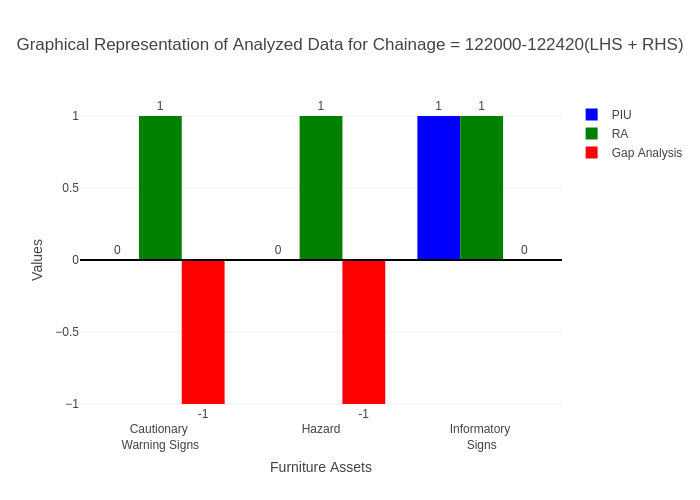 Graphical Representation of Analyzed Data for Chainage = 122000-122420(LHS + RHS)
PIU
RA
Gap Analysis
1
0.5
0
−0.5
−1
Values
0
1
-1
0
1
-1
1
1
0
Cautionary
Warning Signs
Hazard
Informatory
Signs
Furniture Assets